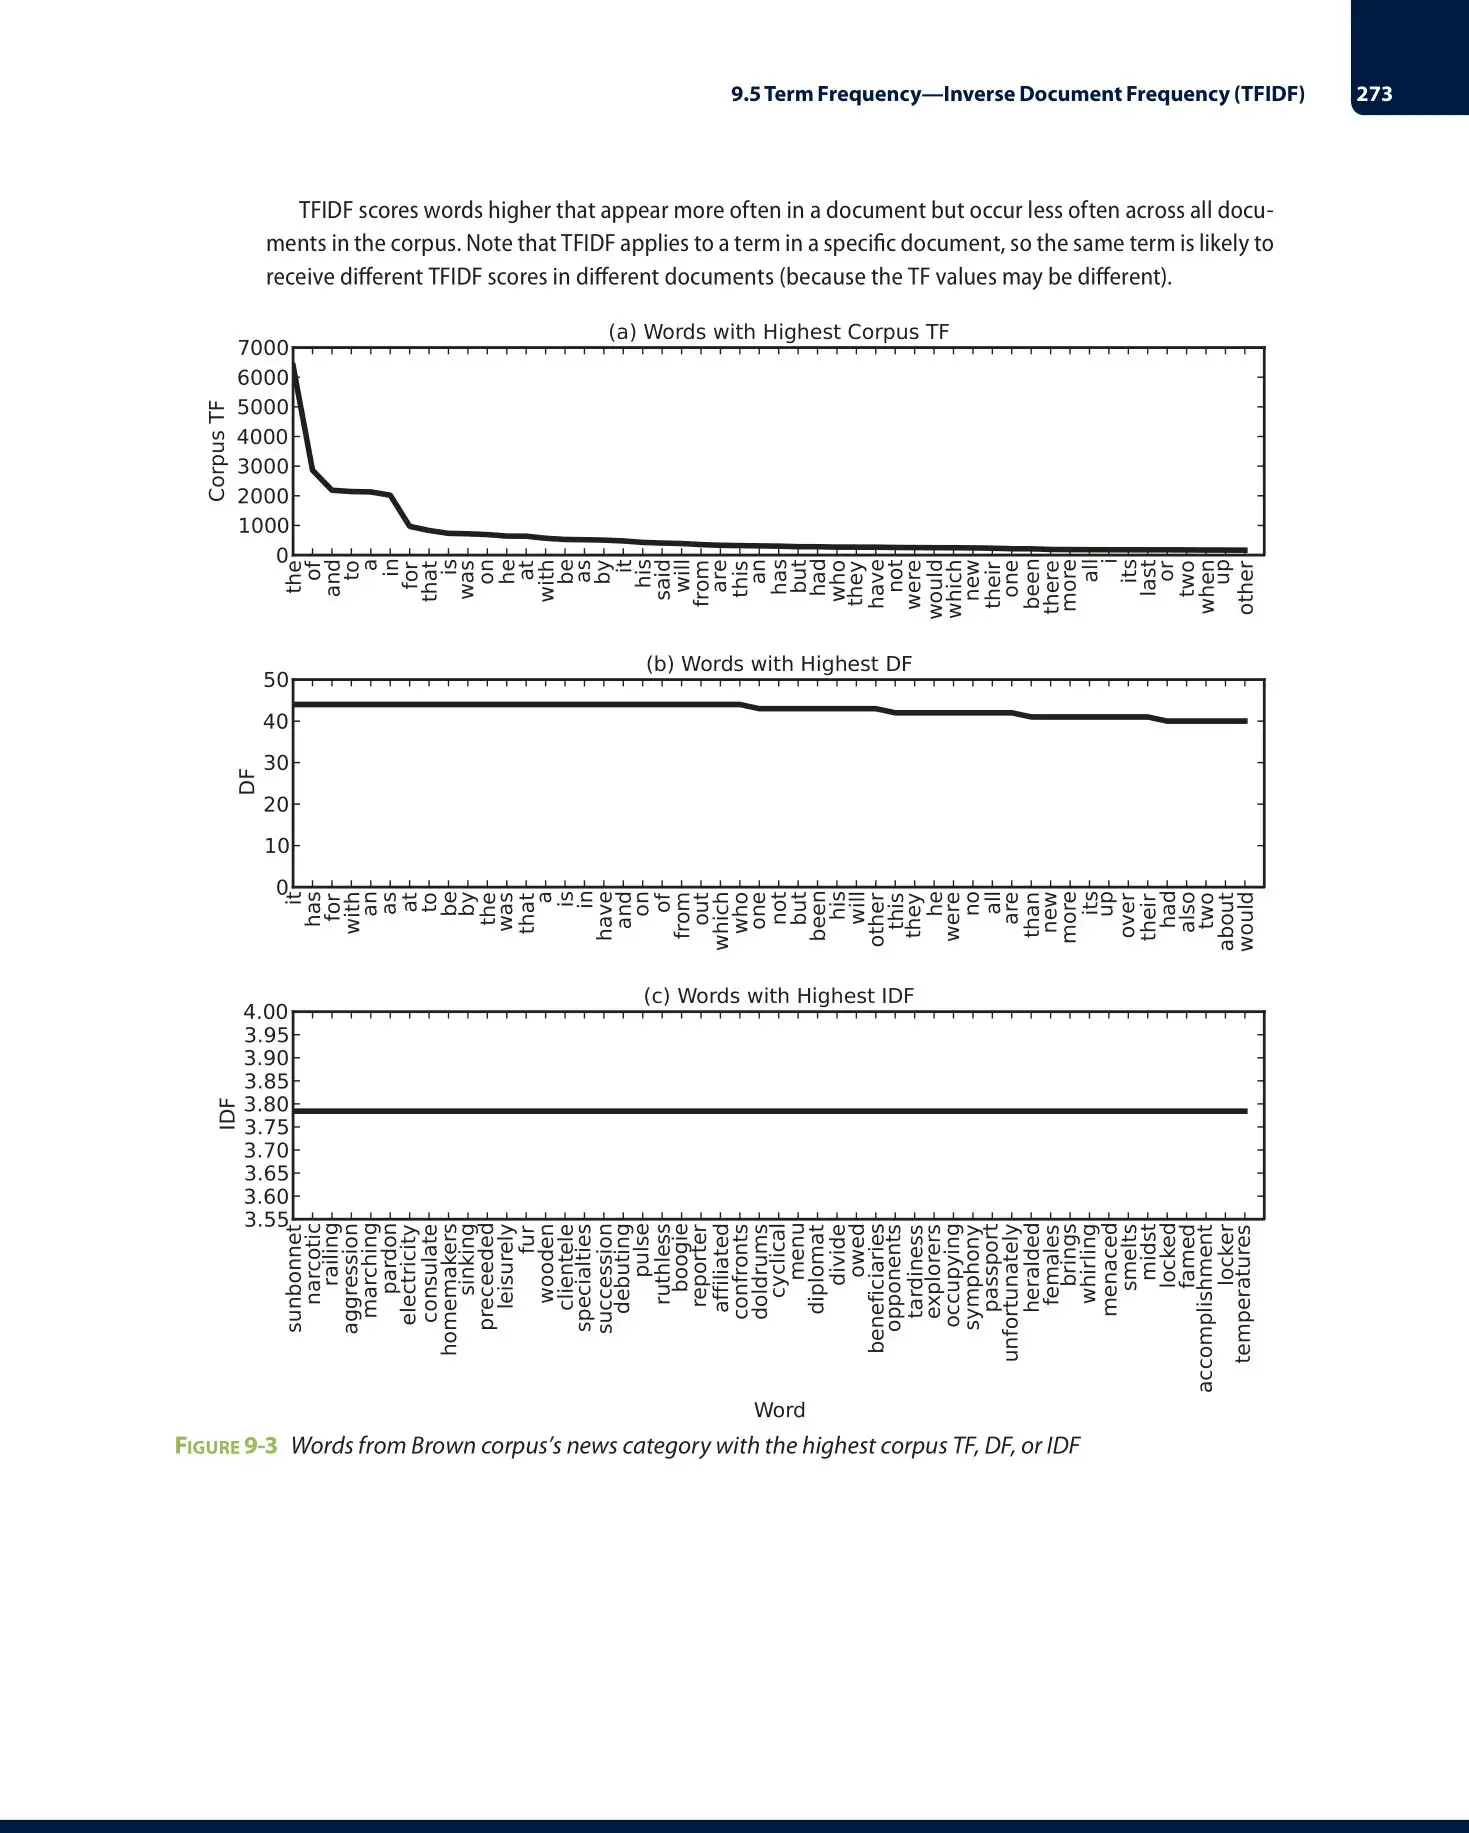 9.5 Term Frequency—Inverse Document Frequency (TFIDF) 273
TFIDF scores words higher that appear more often in a document but occur less often across all docu-
ments in the corpus. Note that TFIDF applies to a term in a specific document, so the same term is likely to
receive different TFIDF scores in different documents (because the TF values may be different).
(a) Words with Highest Corpus TF
Corpus TF
7000
6000
5000
4000
3000
2000
1000
0
the of and to a in for that is was on he at with be as by it his said will from are this an has but had who they have not were would which new their one been there more all i its last or two when up other
(b) Words with Highest DF
DF
50
40
30
20
10
0
it has for with an as at to be by the was that a is in have and on of from out which who one not but been his will other this they he were no all are than new more its up over their had also two about would
(c) Words with Highest IDF
IDF
4.00
3.95
3.90
3.85
3.80
3.75
3.70
3.65
3.60
3.55
sunbonnet narcotic railing aggression marching pardon electricity consulate homemakers sinking preceeded leisurely fur wooden clientele specialties succession debuting pulse ruthless boogie reporter affiliated confronts doldrums cyclical menu diplomat divide owed beneficiaries opponents tardiness explorers occupying symphony passport unfortunately heralded females brings whirling menaced smelts midst locked famed accomplishment locker temperatures
Word
FIGURE 9-3 Words from Brown corpus's news category with the highest corpus TF, DF, or IDF